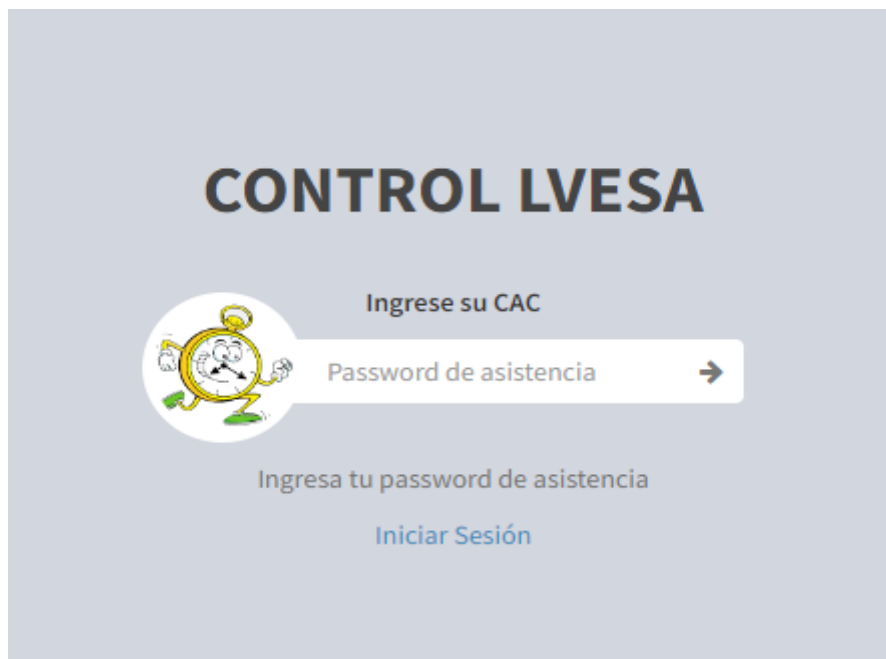 CONTROL LVESA
Ingrese su CAC
Password de asistencia
Ingresa tu password de asistencia
Iniciar Sesión